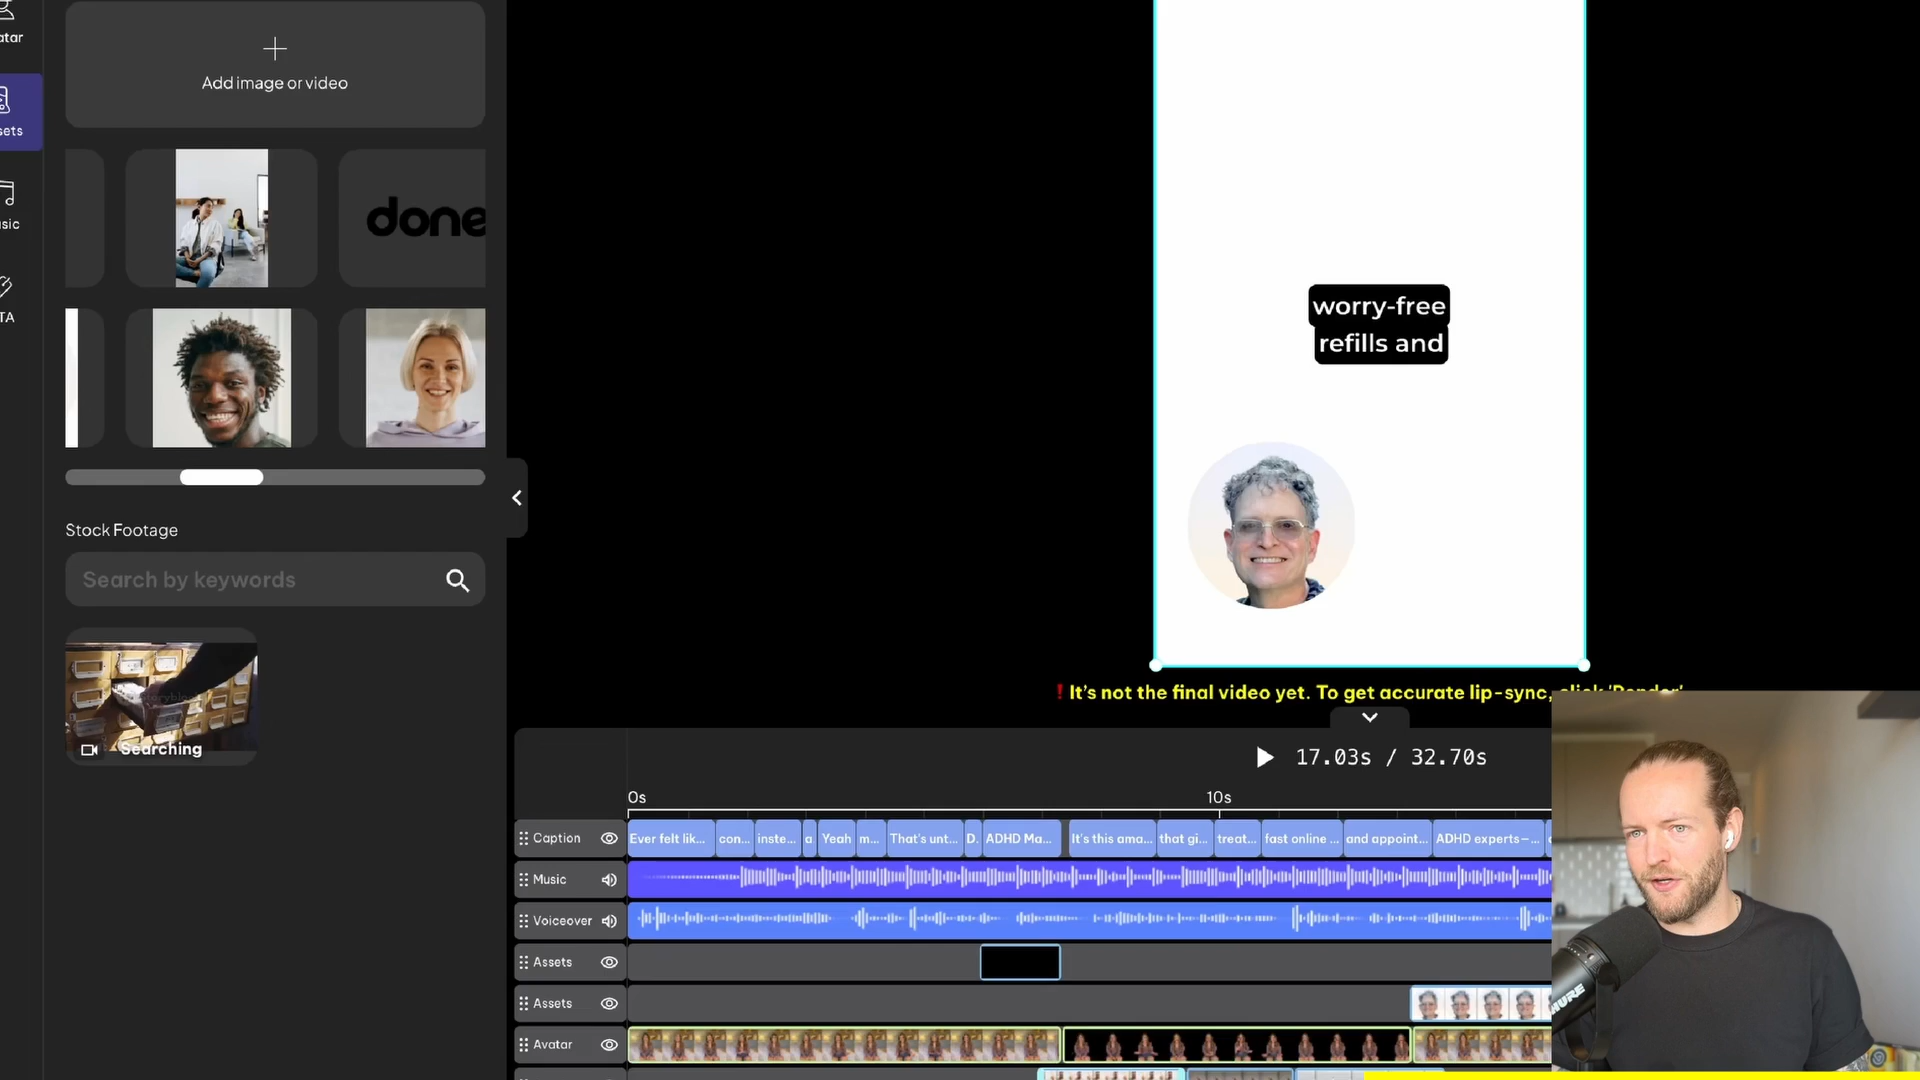 atar
sets
sic
TA
Add image or video
done
Stock Footage
Search by keywords
Searching
worry-free
refills and
! It's not the final video yet. To get accurate lip-sync, click 'Render'
17.03s / 32.70s
0s
10s
Caption
Ever felt lik...
con...
inste...
a
Yeah
m...
That's unt...
D.
ADHD Ma...
It's this ama...
that gi...
treat...
fast online ...
and appoint...
ADHD experts—...
Music
Voiceover
Assets
Assets
Avatar
SHURE